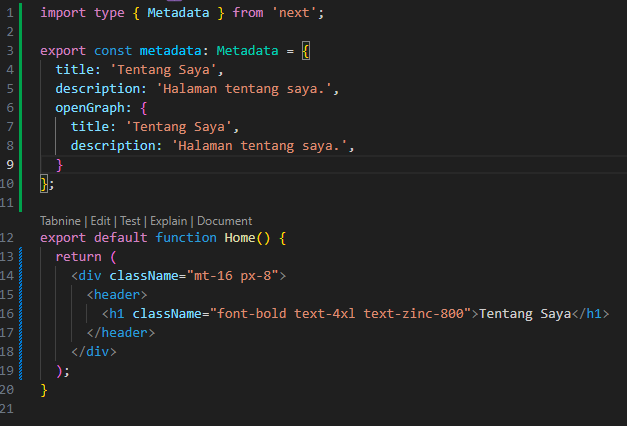 1 import type { Metadata } from 'next';
2
3 export const metadata: Metadata = {
4   title: 'Tentang Saya',
5   description: 'Halaman tentang saya.',
6   openGraph: {
7     title: 'Tentang Saya',
8     description: 'Halaman tentang saya.',
9   }
10 };
11
Tabnine | Edit | Test | Explain | Document
12 export default function Home() {
13   return (
14     <div className="mt-16 px-8">
15       <header>
16         <h1 className="font-bold text-4xl text-zinc-800">Tentang Saya</h1>
17       </header>
18     </div>
19   );
20 }
21